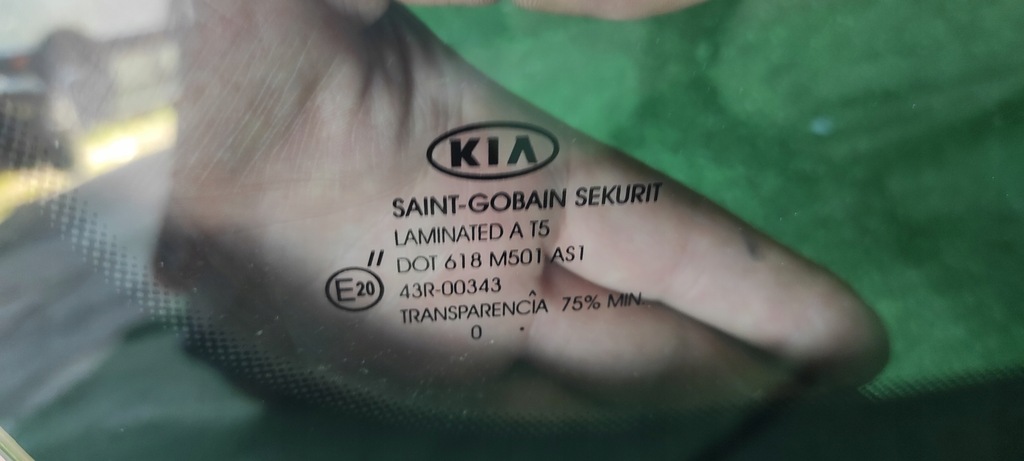 KIA
SAINT-GOBAIN SEKURIT
LAMINATED A T5
DOT 618 M501 AS1
E20 43R-00343
TRANSPARENCÎA 75% MIN
0